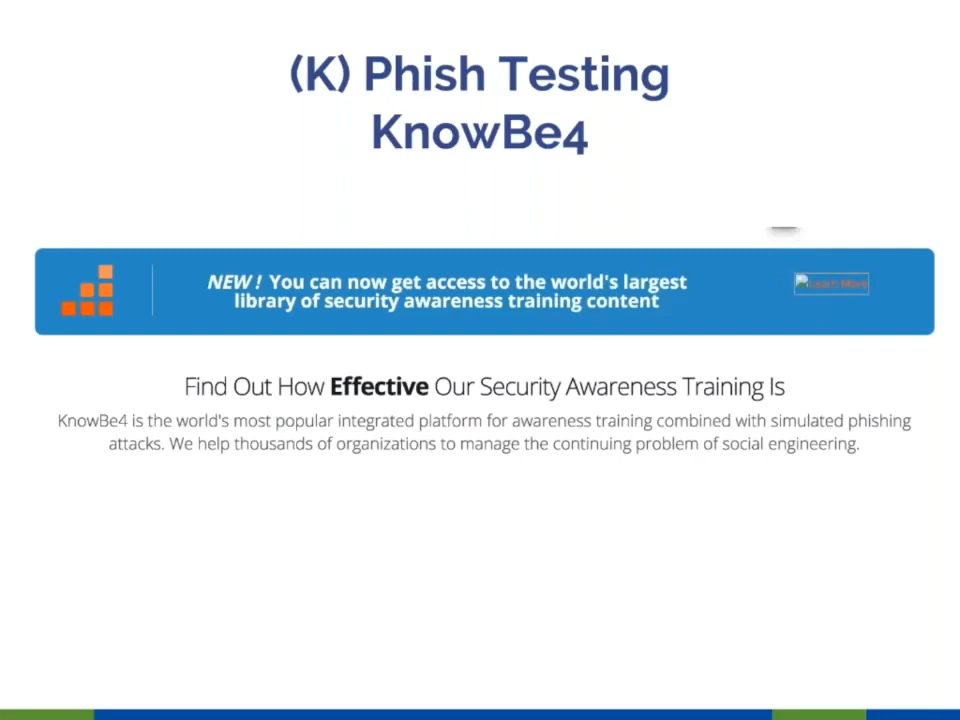 (K) Phish Testing
KnowBe4
NEW! You can now get access to the world's largest
library of security awareness training content
Learn More
Find Out How Effective Our Security Awareness Training Is
KnowBe4 is the world's most popular integrated platform for awareness training combined with simulated phishing
attacks. We help thousands of organizations to manage the continuing problem of social engineering.